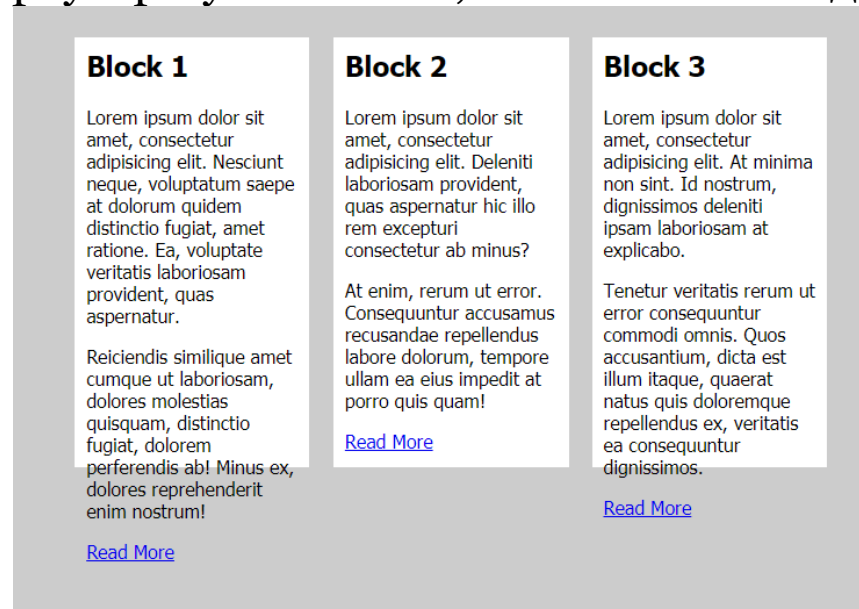 Block 1
Lorem ipsum dolor sit
amet, consectetur
adipisicing elit. Nesciunt
neque, voluptatum saepe
at dolorum quidem
distinctio fugiat, amet
ratione. Ea, voluptate
veritatis laboriosam
provident, quas
aspernatur.
Reiciendis similique amet
cumque ut laboriosam,
dolores molestias
quisquam, distinctio
fugiat, dolorem
perferendis ab! Minus ex,
dolores reprehenderit
enim nostrum!
Read More
Block 2
Lorem ipsum dolor sit
amet, consectetur
adipisicing elit. Deleniti
laboriosam provident,
quas aspernatur hic illo
rem excepturi
consectetur ab minus?
At enim, rerum ut error.
Consequuntur accusamus
recusandae repellendus
labore dolorum, tempore
ullam ea eius impedit at
porro quis quam!
Read More
Block 3
Lorem ipsum dolor sit
amet, consectetur
adipisicing elit. At minima
non sint. Id nostrum,
dignissimos deleniti
ipsam laboriosam at
explicabo.
Tenetur veritatis rerum ut
error consequuntur
commodi omnis. Quos
accusantium, dicta est
illum itaque, quaerat
natus quis doloremque
repellendus ex, veritatis
ea consequuntur
dignissimos.
Read More